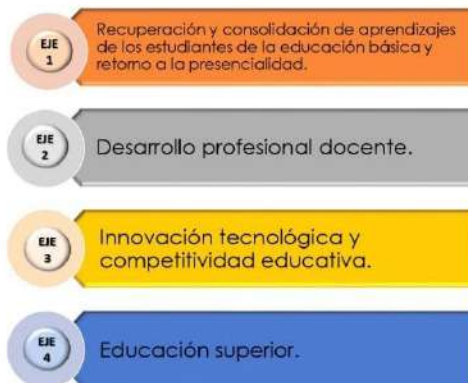 EJE
1
Recuperación y consolidación de aprendizajes
de los estudiantes de la educación básica y
retorno a la presencialidad.
EJE
2
Desarrollo profesional docente.
EJE
3
Innovación tecnológica y
competitividad educativa.
EJE
4
Educación superior.